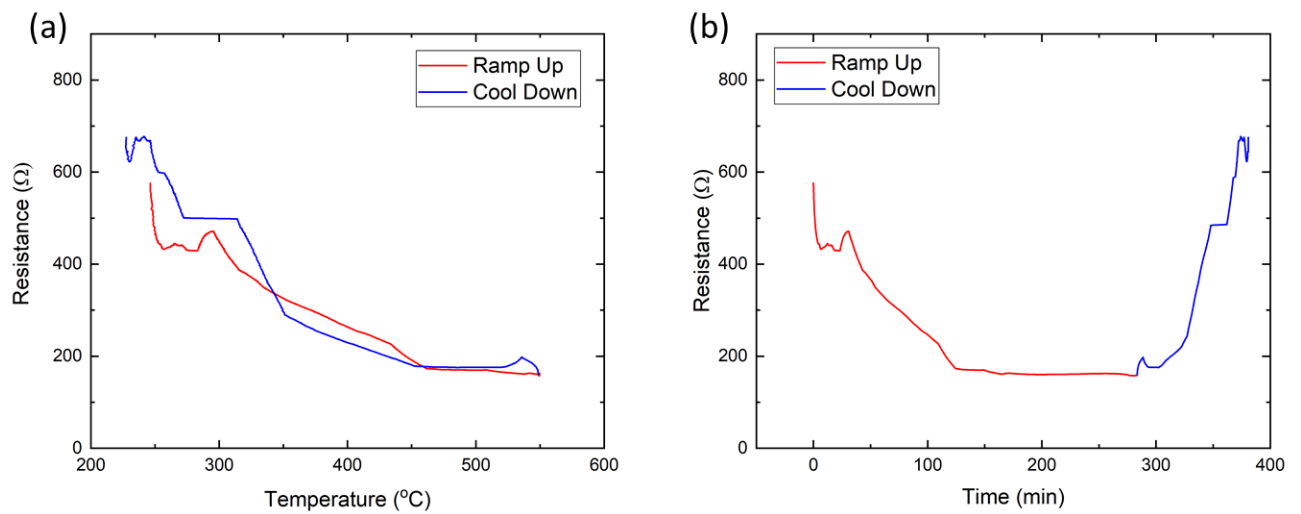 (a)
Ramp Up
Cool Down
800
600
400
200
0
200
300
400
500
600
Resistance (Ω)
Temperature (°C)
(b)
Ramp Up
Cool Down
800
600
400
200
0
0
100
200
300
400
Resistance (Ω)
Time (min)